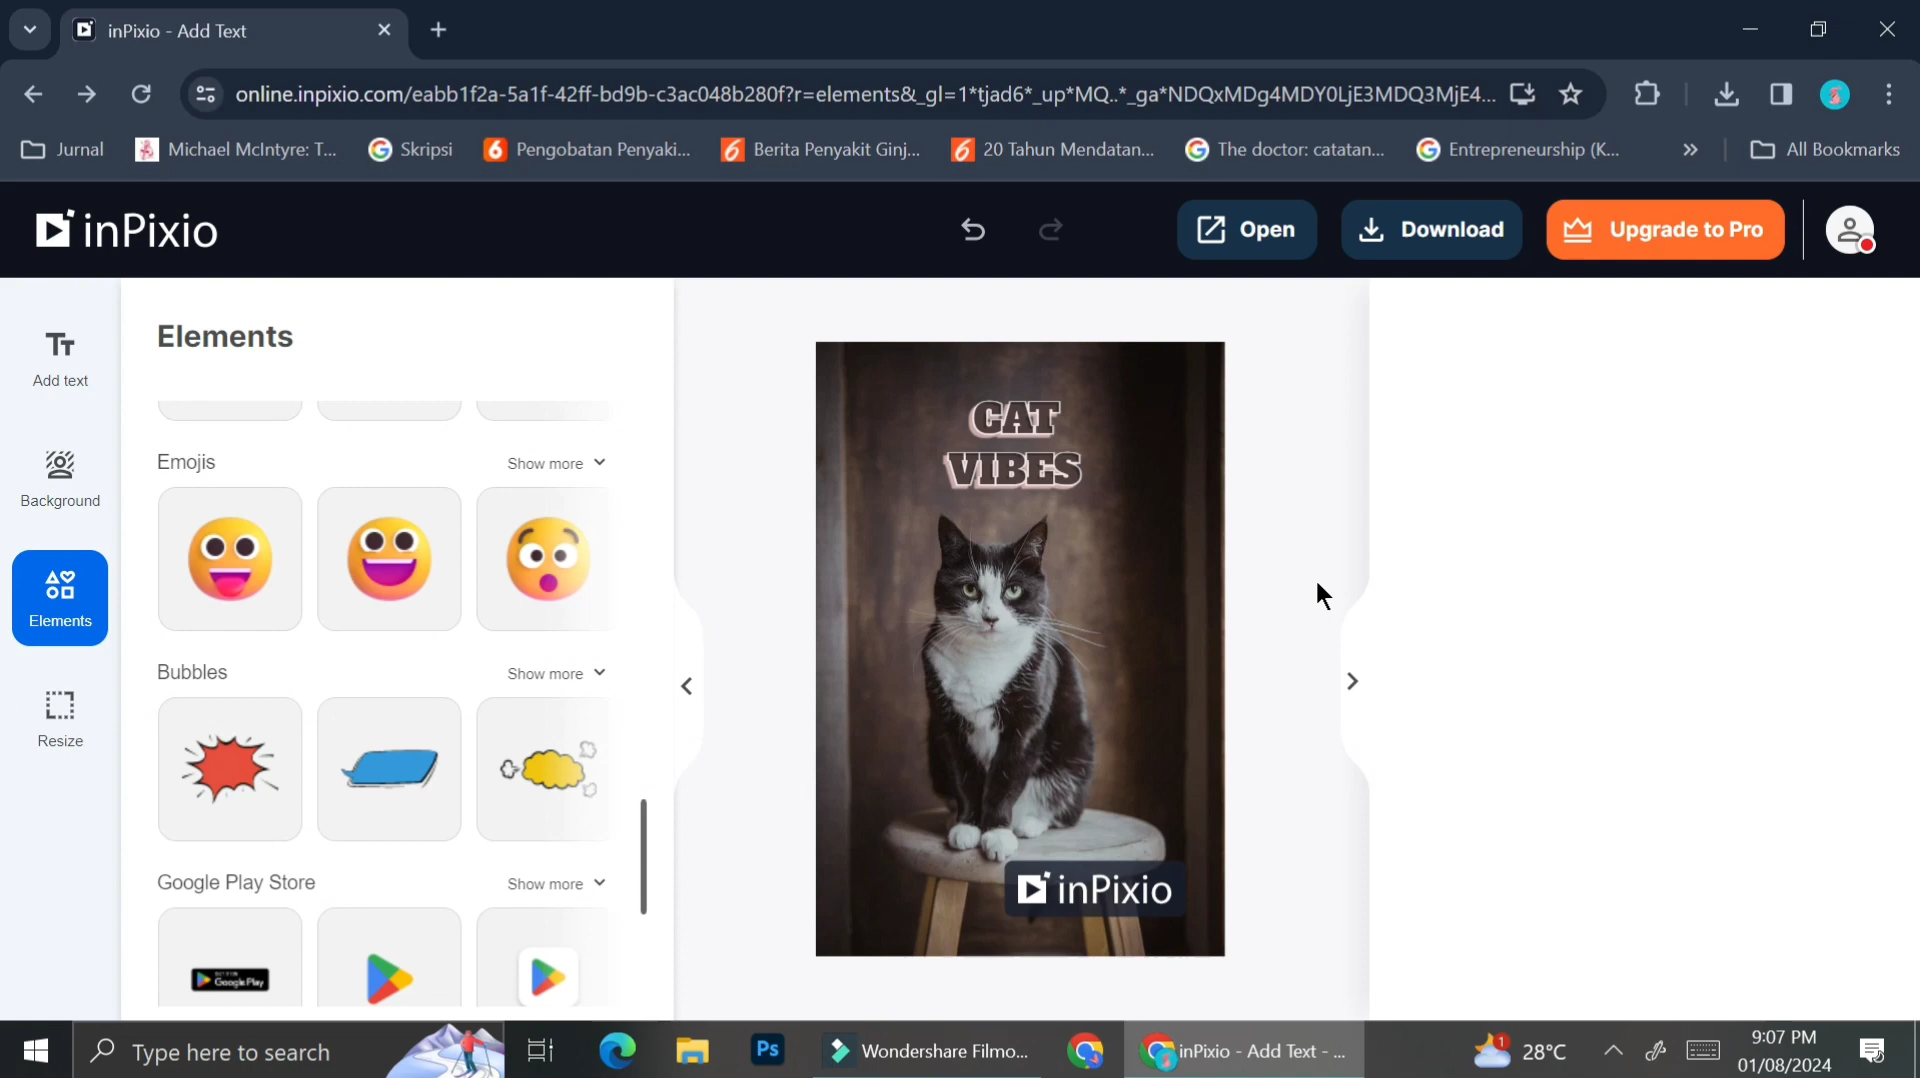 inPixio - Add Text
online.inpixio.com/eabb1f2a-5a1f-42ff-bd9b-c3ac048b280f?r=elements&_gl=1*tjad6*_up*MQ..*_ga*NDQxMDg4MDY0LjE3MDQ3MjE4...
Jurnal
Michael McIntyre: T...
Skripsi
Pengobatan Penyaki...
Berita Penyakit Ginj...
20 Tahun Mendatan...
The doctor: catatan...
Entrepreneurship (K...
All Bookmarks
inPixio
Open
Download
Upgrade to Pro
Add text
Background
Elements
Resize
Elements
Emojis
Show more
Bubbles
Show more
Google Play Store
Show more
Google Play
CAT
VIBES
inPixio
Type here to search
Ps
Wondershare Filmo...
inPixio - Add Text - ...
1
28°C
9:07 PM
01/08/2024